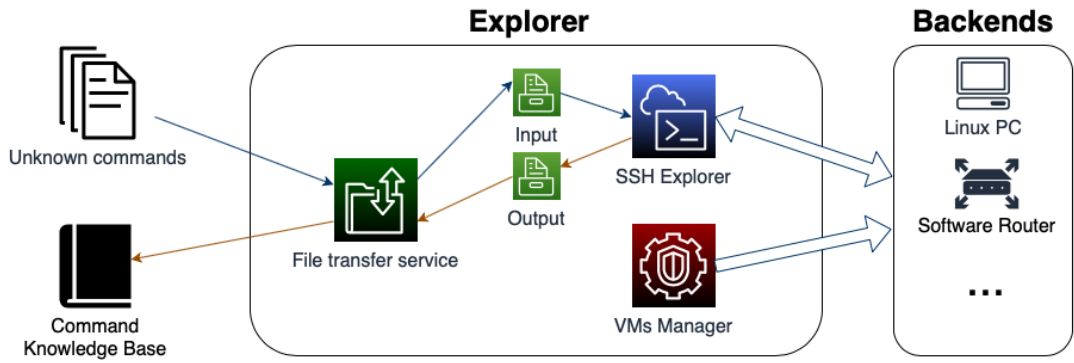 Explorer
Backends
Unknown commands
Input
Output
SSH Explorer
File transfer service
VMs Manager
Command
Knowledge Base
Linux PC
Software Router
...